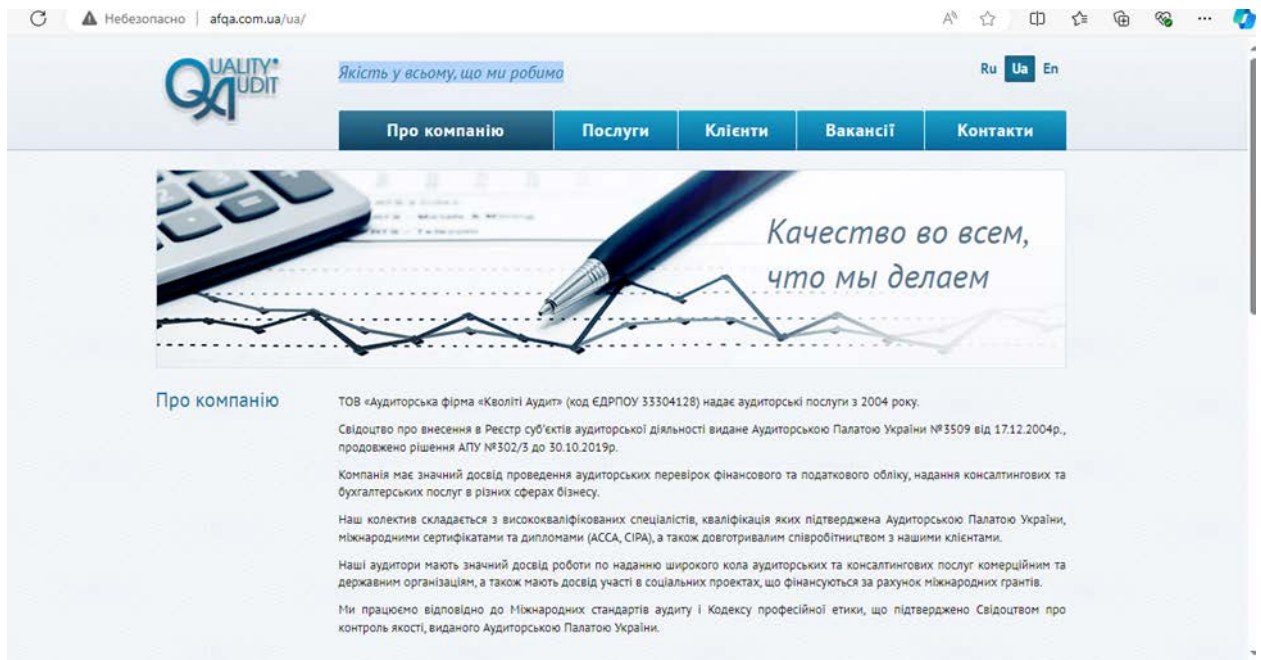 Небезопасно | afqa.com.ua/ua/
QUALITY
AUDIT
Якість у всьому, що ми робимо
Ru Ua En
Про компанію Послуги Клієнти Вакансії Контакти
Качество во всем,
что мы делаем
Про компанію
ТОВ «Аудиторська фірма «Кволіті Аудит» (код ЄДРПОУ 33304128) надає аудиторські послуги з 2004 року.
Свідоцтво про внесення в Реєстр суб'єктів аудиторської діяльності видане Аудиторською Палатою України №3509 від 17.12.2004р.,
продовжено рішення АПУ №302/3 до 30.10.2019р.
Компанія має значний досвід проведення аудиторських перевірок фінансового та податкового обліку, надання консалтингових та
бухгалтерських послуг в різних сферах бізнесу.
Наш колектив складається з висококваліфікованих спеціалістів, кваліфікація яких підтверджена Аудиторською Палатою України,
міжнародними сертифікатами та дипломами (ACCA, CIPA), а також довготривалим співробітництвом з нашими клієнтами.
Наші аудитори мають значний досвід роботи по наданню широкого кола аудиторських та консалтингових послуг комерційним та
державним організаціям, а також мають досвід участі в соціальних проектах, що фінансуються за рахунок міжнародних грантів.
Ми працюємо відповідно до Міжнародних стандартів аудиту і Кодексу професійної етики, що підтверджено Свідоцтвом про
контроль якості, виданого Аудиторською Палатою України.